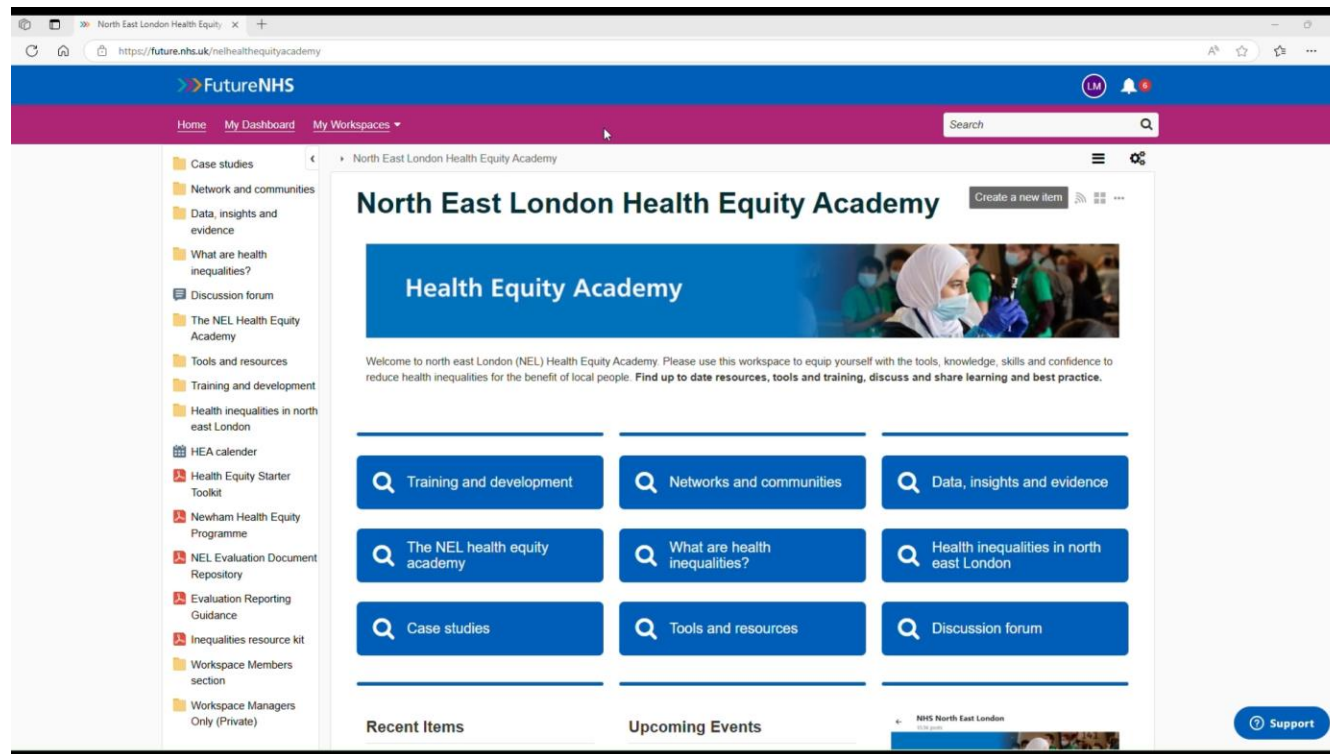 North East London Health Equity
https://future.nhs.uk/nelhealthequityacademy
FutureNHS
LM
6
Home My Dashboard My Workspaces
Search
Case studies
Network and communities
Data, insights and
evidence
What are health
inequalities?
Discussion forum
The NEL Health Equity
Academy
Tools and resources
Training and development
Health inequalities in north
east London
HEA calender
Health Equity Starter
Toolkit
Newham Health Equity
Programme
NEL Evaluation Document
Repository
Evaluation Reporting
Guidance
Inequalities resource kit
Workspace Members
section
Workspace Managers
Only (Private)
North East London Health Equity Academy
North East London Health Equity Academy
Create a new item
Health Equity Academy
Welcome to north east London (NEL) Health Equity Academy. Please use this workspace to equip yourself with the tools, knowledge, skills and confidence to
reduce health inequalities for the benefit of local people. Find up to date resources, tools and training, discuss and share learning and best practice.
Training and development
Networks and communities
Data, insights and evidence
The NEL health equity
academy
What are health
inequalities?
Health inequalities in north
east London
Case studies
Tools and resources
Discussion forum
Recent Items
Upcoming Events
NHS North East London
Support